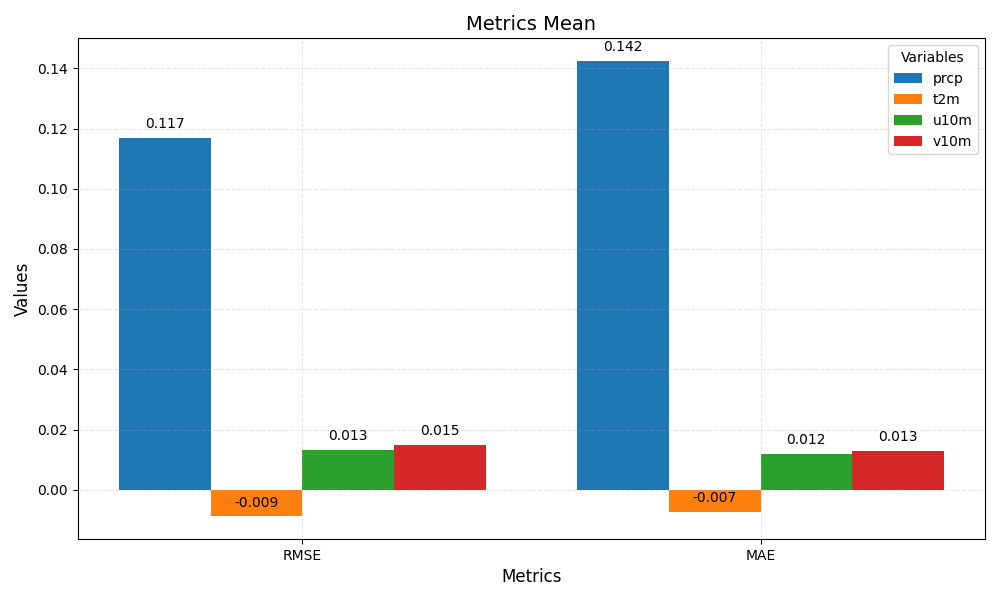 Metrics Mean
Values
0.14
0.12
0.10
0.08
0.06
0.04
0.02
0.00
0.117
-0.009
0.013
0.015
0.142
-0.007
0.012
0.013
Variables
prcp
t2m
u10m
v10m
RMSE
MAE
Metrics